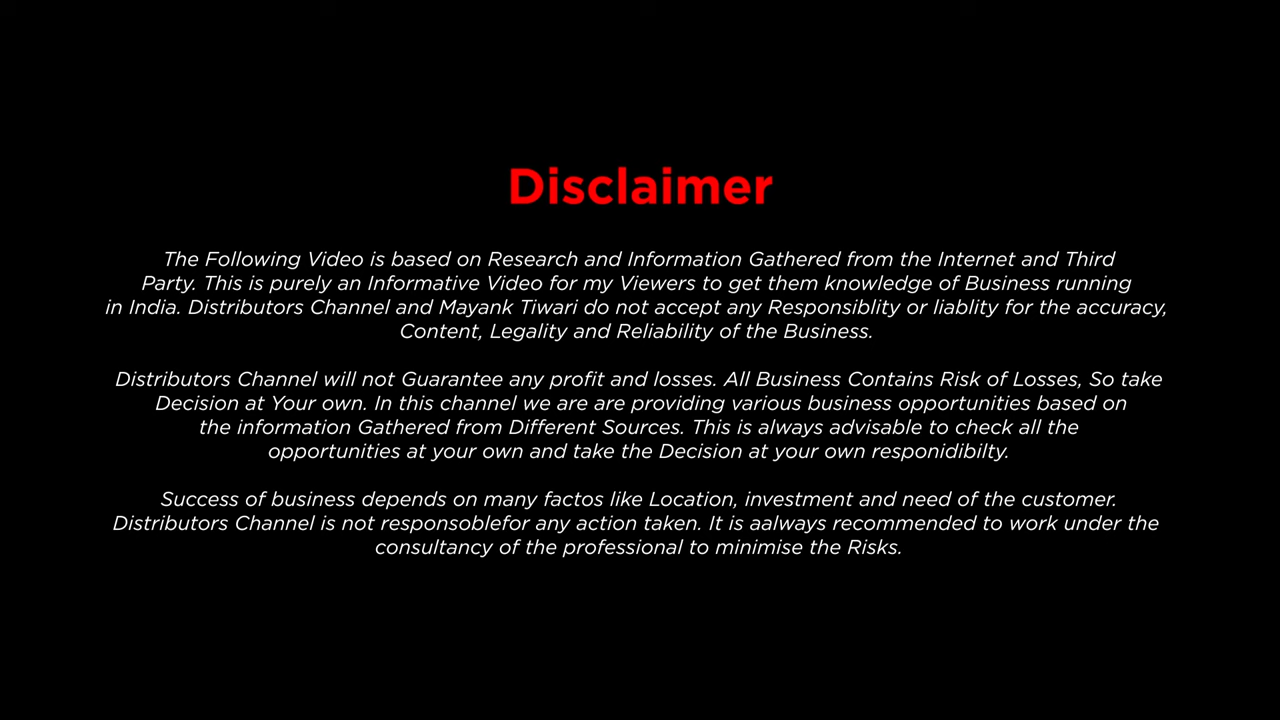 Disclaimer
The Following Video is based on Research and Information Gathered from the Internet and Third
Party. This is purely an Informative Video for my Viewers to get them knowledge of Business running
in India. Distributors Channel and Mayank Tiwari do not accept any Responsiblity or liablity for the accuracy,
Content, Legality and Reliability of the Business.
Distributors Channel will not Guarantee any profit and losses. All Business Contains Risk of Losses, So take
Decision at Your own. In this channel we are are providing various business opportunities based on
the information Gathered from Different Sources. This is always advisable to check all the
opportunities at your own and take the Decision at your own responidibilty.
Success of business depends on many factos like Location, investment and need of the customer.
Distributors Channel is not responsoblefor any action taken. It is aalways recommended to work under the
consultancy of the professional to minimise the Risks.